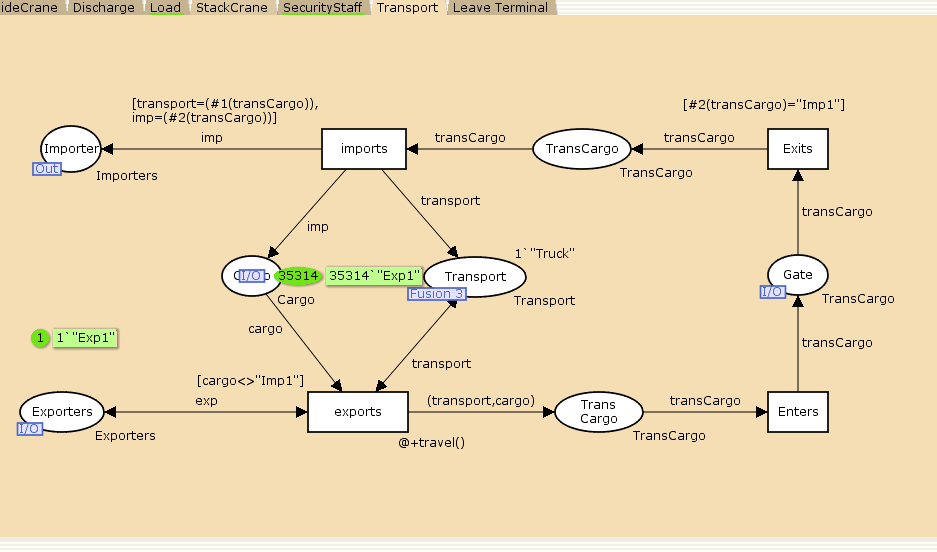 ideCrane Discharge Load StackCrane SecurityStaff Transport Leave Terminal
[transport=(#1(transCargo)),
imp=(#2(transCargo))]
[#2(transCargo)="Imp1"]
imp
transCargo
transCargo
Importer
imports
TransCargo
Exits
Out
Importers
TransCargo
transport
transCargo
imp
1`"Truck"
I/O
35314
35314`"Exp1"
Transport
Gate
Fusion 3
I/O
Cargo
Transport
TransCargo
cargo
1
1`"Exp1"
transCargo
transport
[cargo<>"Imp1"]
exp
(transport,cargo)
transCargo
Exporters
exports
Trans
Cargo
Enters
I/O
Exporters
@+travel()
TransCargo